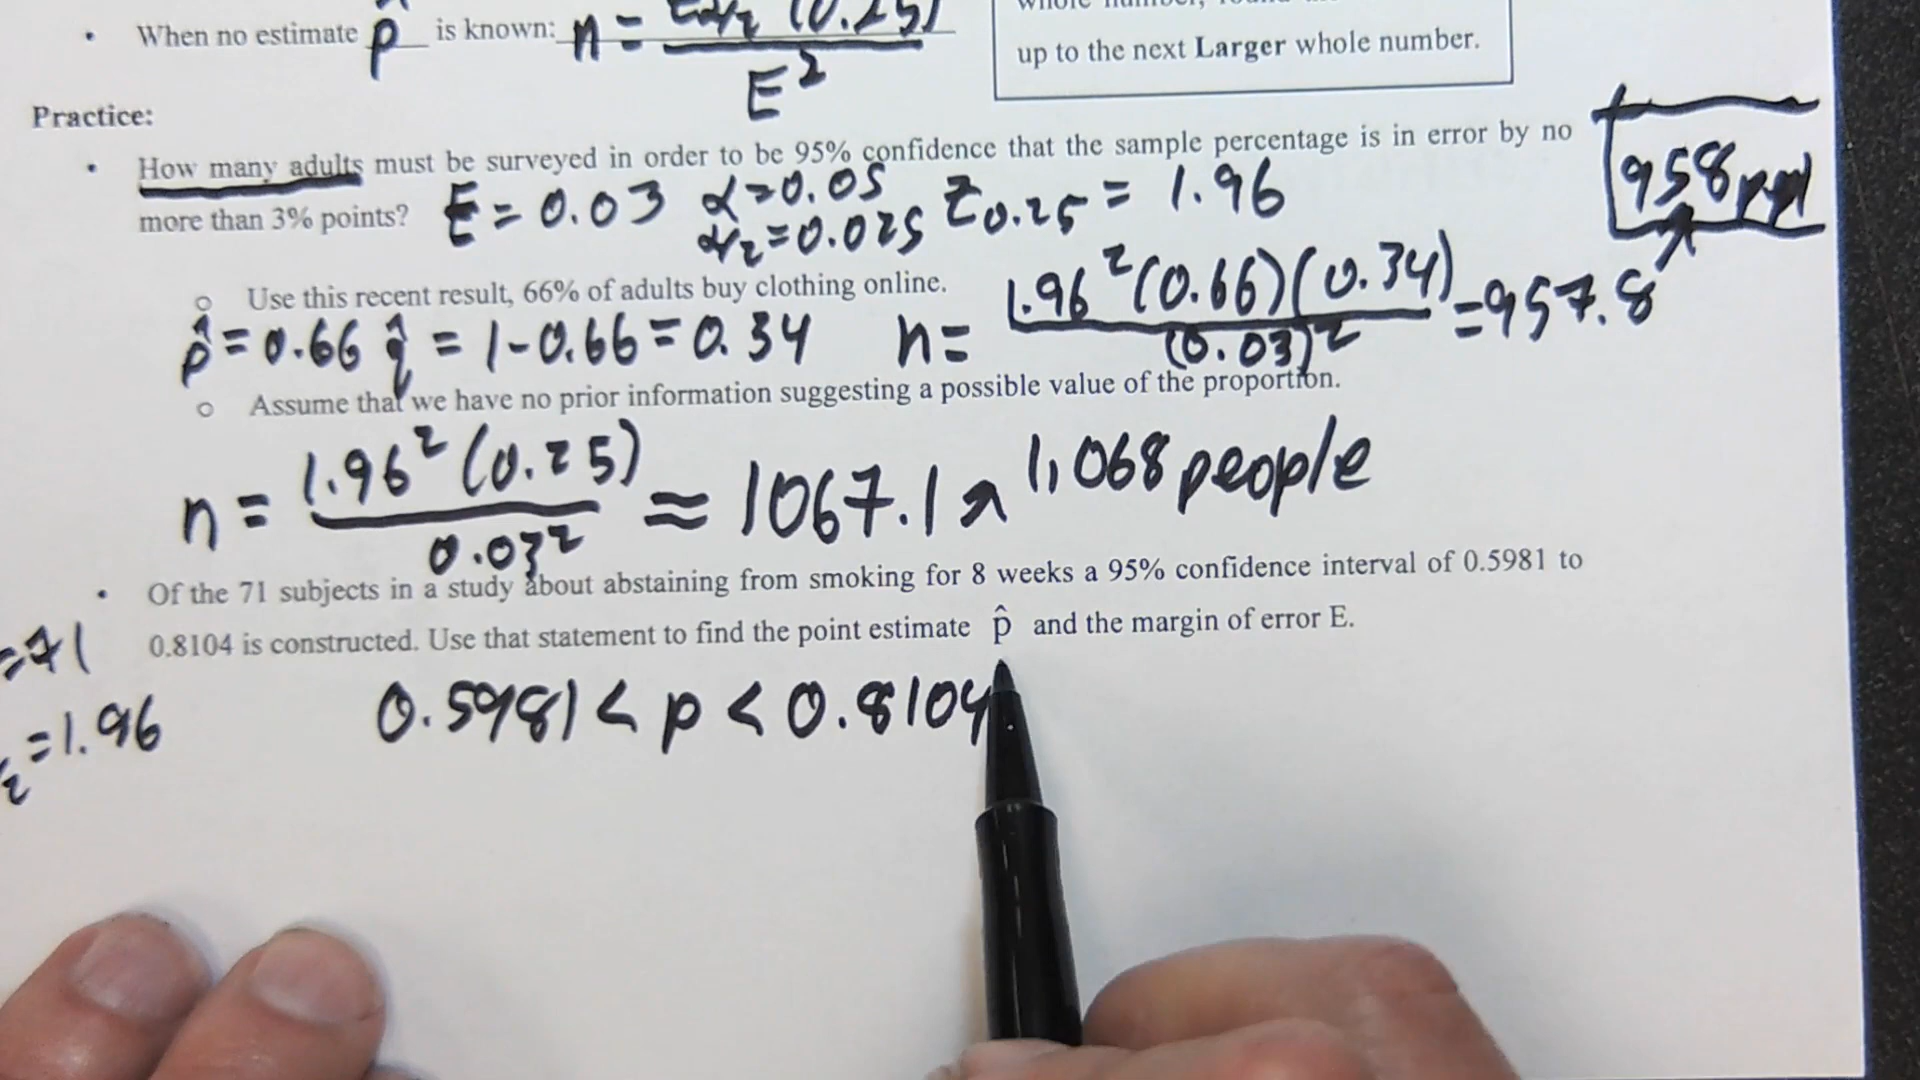 • When no estimate p̂ is known: n = (0.25)
E²
up to the next Larger whole number.
Practice:
• How many adults must be surveyed in order to be 95% confidence that the sample percentage is in error by no
more than 3% points? E = 0.03 α=0.05 Z0.25 = 1.96
α/2=0.025
958
○ Use this recent result, 66% of adults buy clothing online.
1.96²(0.66)(0.34)
p̂ = 0.66 q̂ = 1-0.66=0.34 n= =957.8
(0.03)²
○ Assume that we have no prior information suggesting a possible value of the proportion.
1.96²(0.25)
n = ≈ 1067.1 1,068 people
0.03²
• Of the 71 subjects in a study about abstaining from smoking for 8 weeks a 95% confidence interval of 0.5981 to
0.8104 is constructed. Use that statement to find the point estimate p̂ and the margin of error E.
=71
0.5981 < p < 0.8104
=1.96